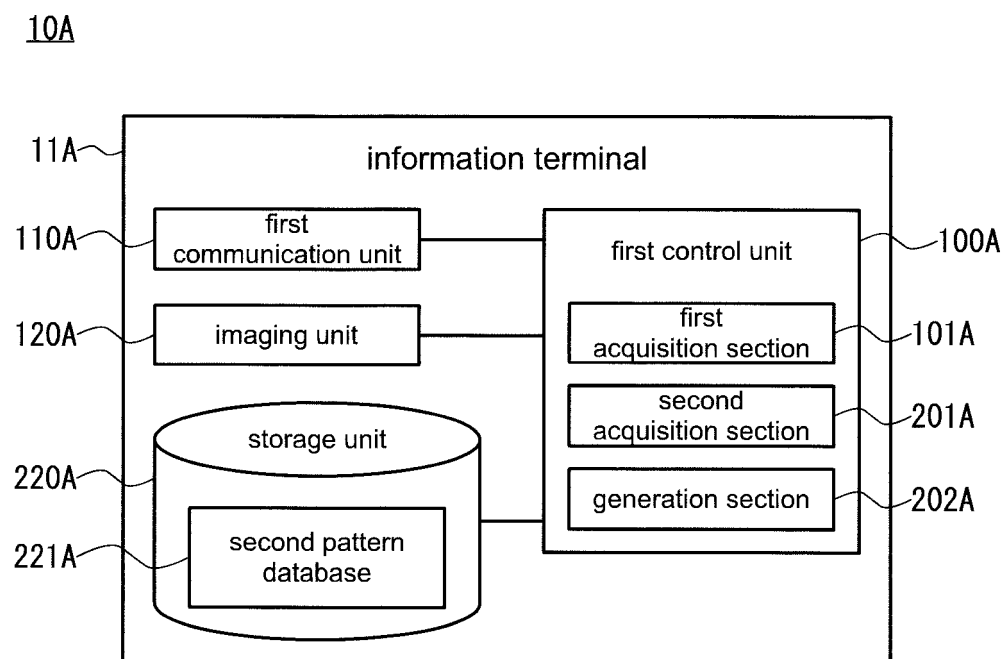 10A
11A
information terminal
110A
first
communication unit
first control unit
100A
120A
imaging unit
first
acquisition section
101A
second
acquisition section
201A
storage unit
220A
generation section
202A
221A
second pattern
database